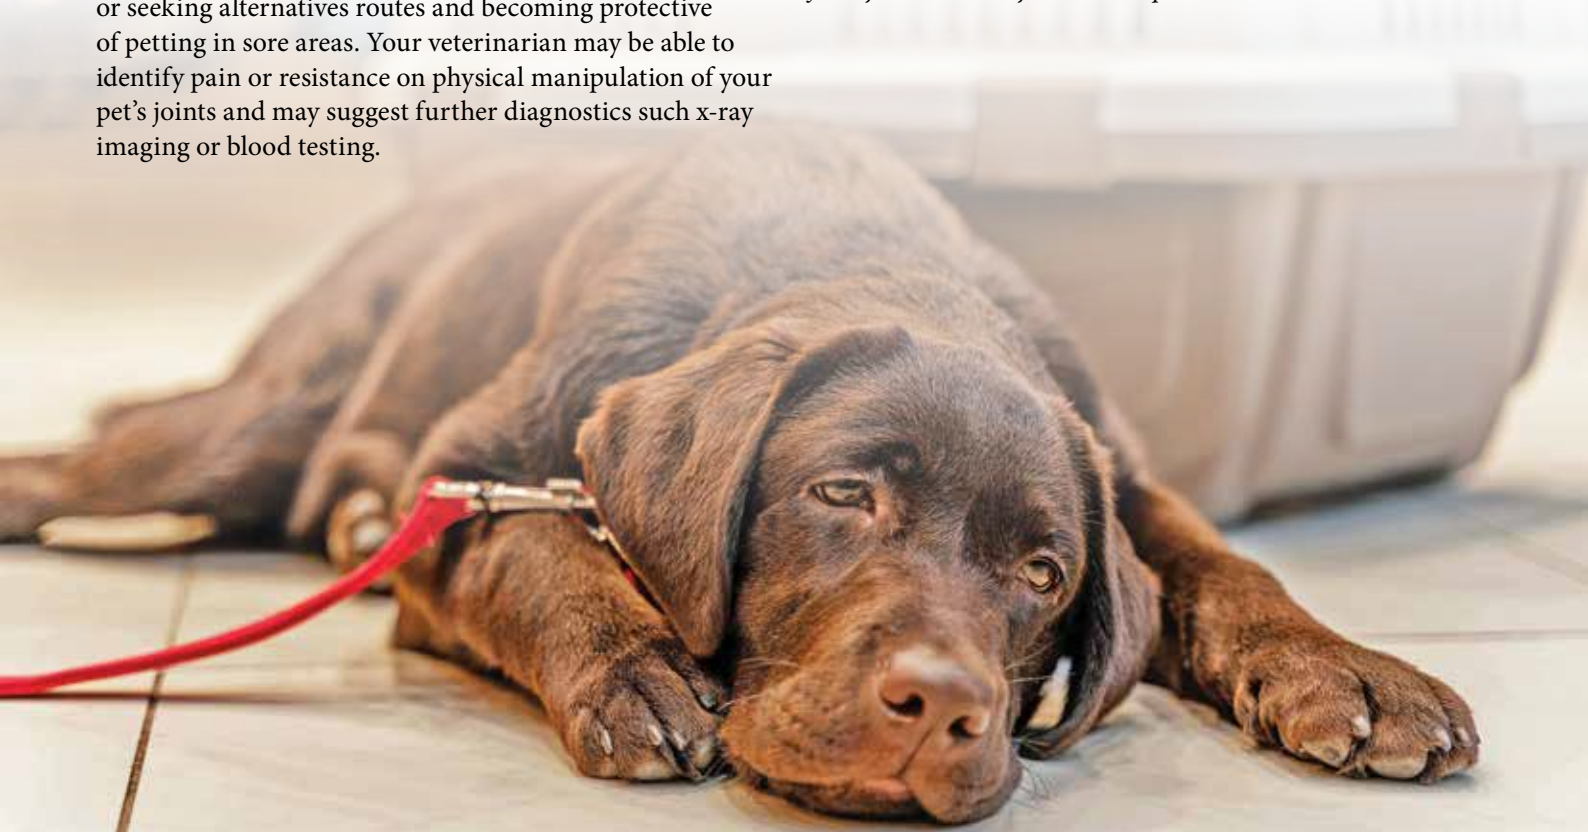 or seeking alternatives routes and becoming protective
of petting in sore areas. Your veterinarian may be able to
identify pain or resistance on physical manipulation of your
pet’s joints and may suggest further diagnostics such x-ray
imaging or blood testing.